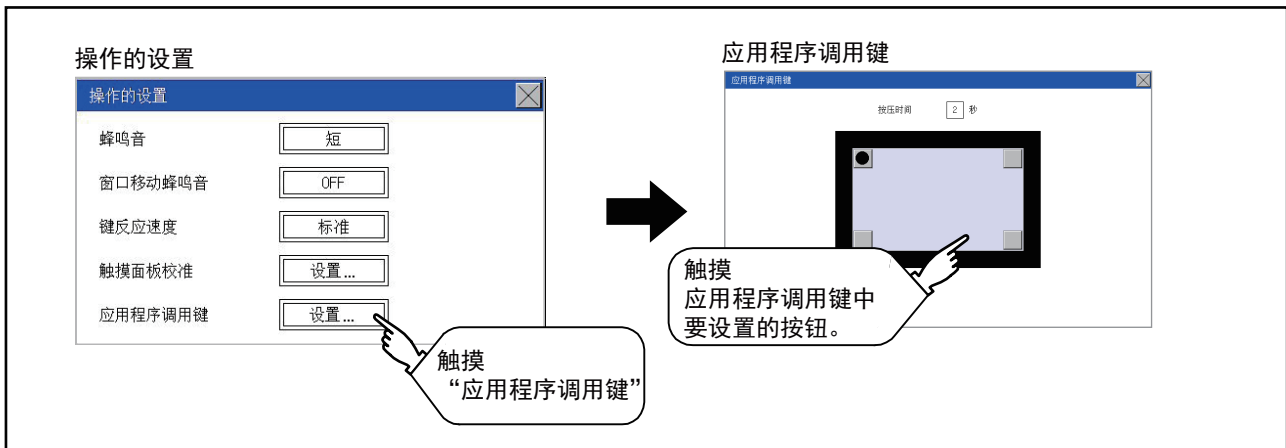 操作的设置
操作的设置
蜂鸣音
短
窗口移动蜂鸣音
OFF
键反应速度
标准
触摸面板校准
设置...
应用程序调用键
设置...
触摸
“应用程序调用键”
应用程序调用键
应用程序调用键
按压时间 2 秒
触摸
应用程序调用键中
要设置的按钮。